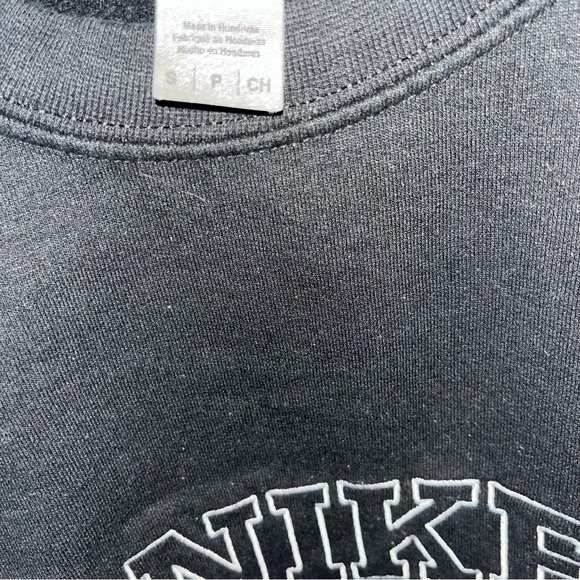 Made in Honduras
Fabriqué au Honduras
Hecho en Honduras
S | P | CH
NIKE